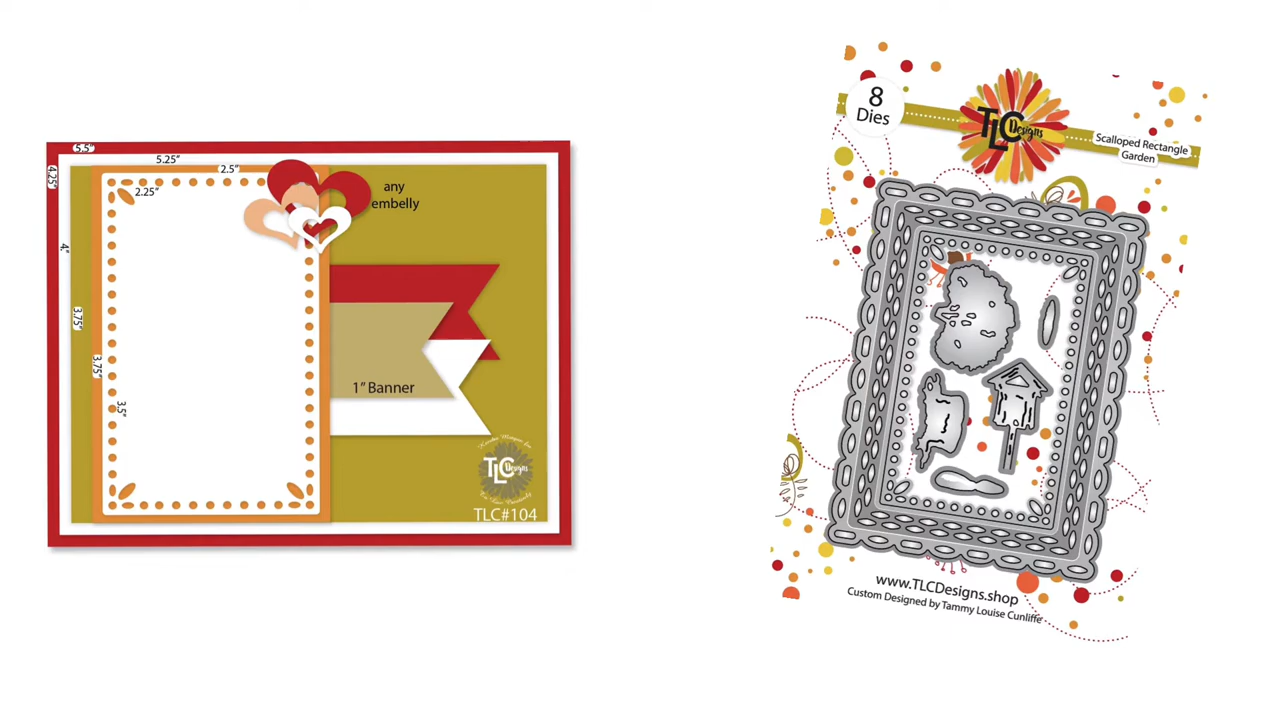 5.5"
5.25"
2.5"
4.25"
2.25"
any
embelly
4."
3.75"
3.75"
3.5"
1" Banner
TLC Designs
TLC#104
8
Dies
TLC Designs
Scalloped Rectangle
Garden
www.TLCDesigns.shop
Custom Designed by Tammy Louise Cunliffe